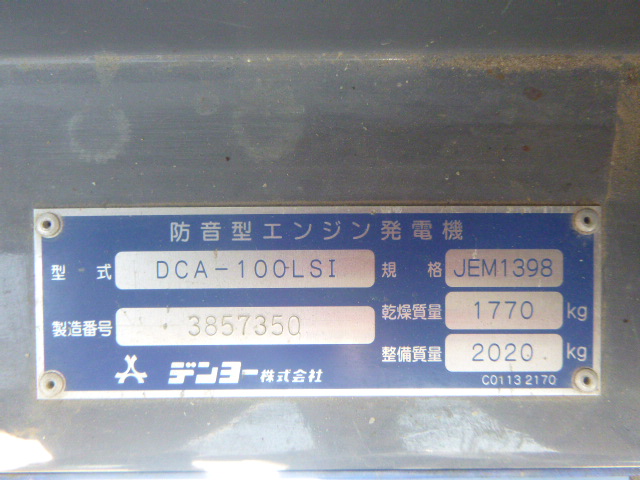 防音型エンジン発電機
型式 DCA-100LSI 規格 JEM1398
製造番号 3857350 乾燥質量 1770 kg
整備質量 2020 kg
デンヨー株式会社 C0113 2170